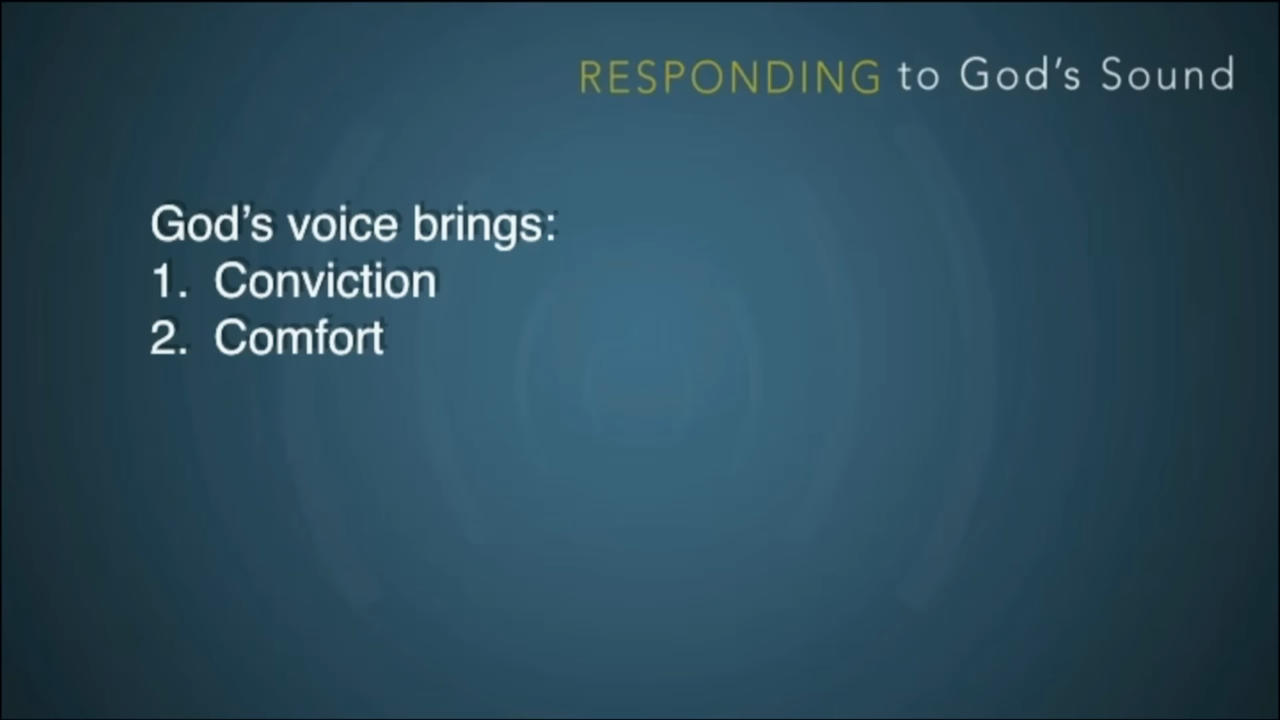 RESPONDING to God's Sound
God's voice brings:
1. Conviction
2. Comfort